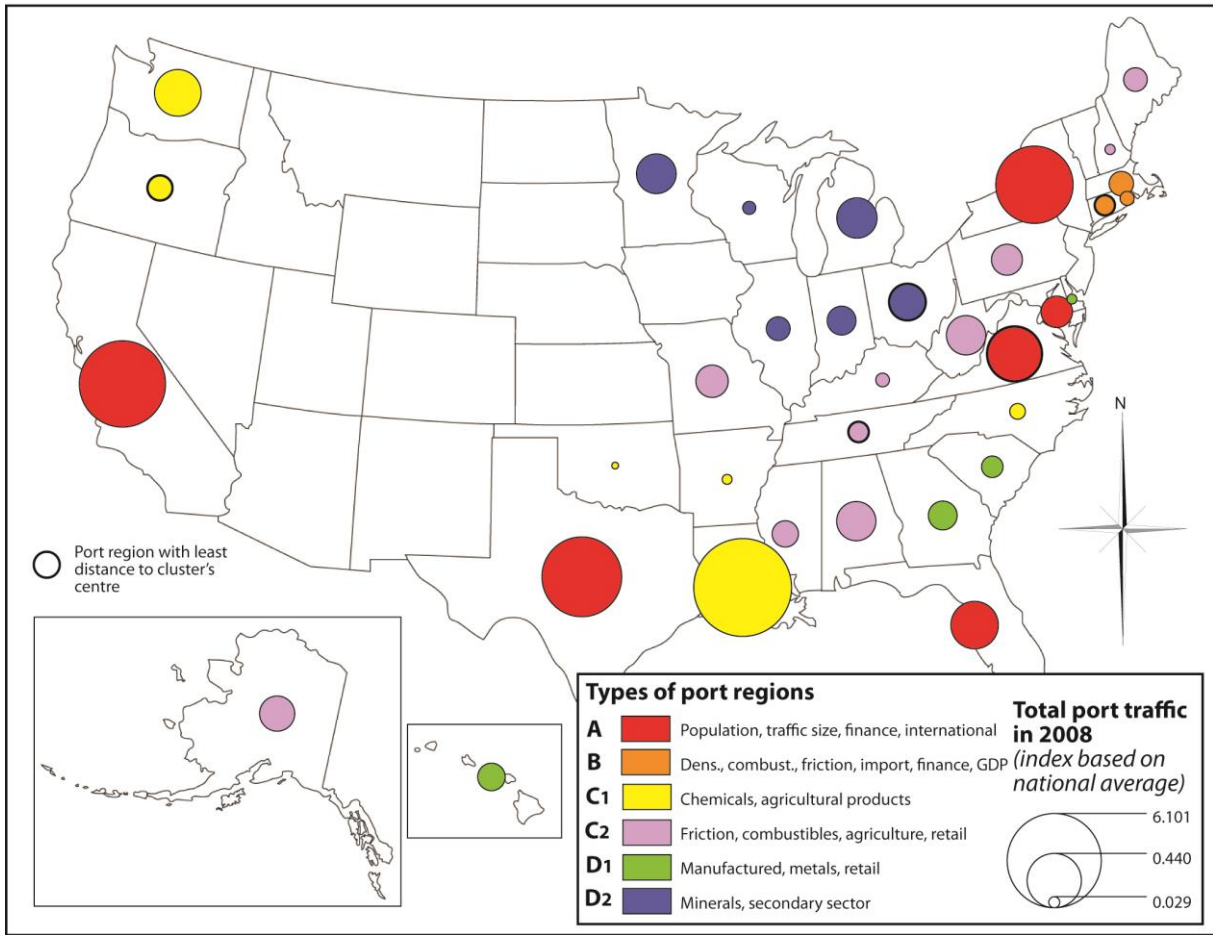 N
Port region with least
distance to cluster's
centre
Types of port regions
A Population, traffic size, finance, international
B Dens., combust., friction, import, finance, GDP
C1 Chemicals, agricultural products
C2 Friction, combustibles, agriculture, retail
D1 Manufactured, metals, retail
D2 Minerals, secondary sector
Total port traffic
in 2008
(index based on
national average)
6.101
0.440
0.029